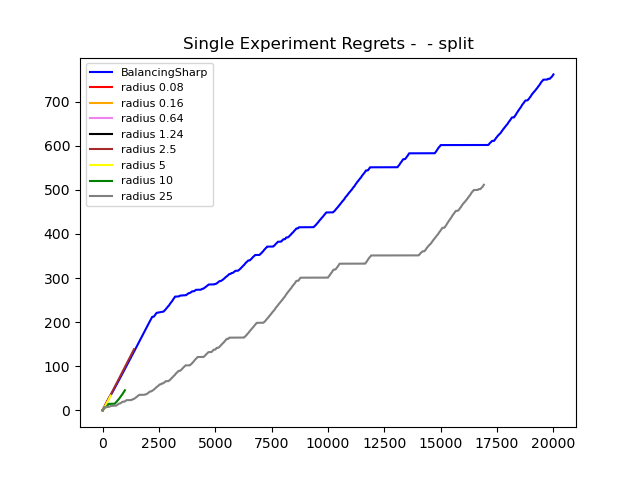 Single Experiment Regrets -  - split
BalancingSharp
radius 0.08
radius 0.16
radius 0.64
radius 1.24
radius 2.5
radius 5
radius 10
radius 25
700
600
500
400
300
200
100
0
0 2500 5000 7500 10000 12500 15000 17500 20000